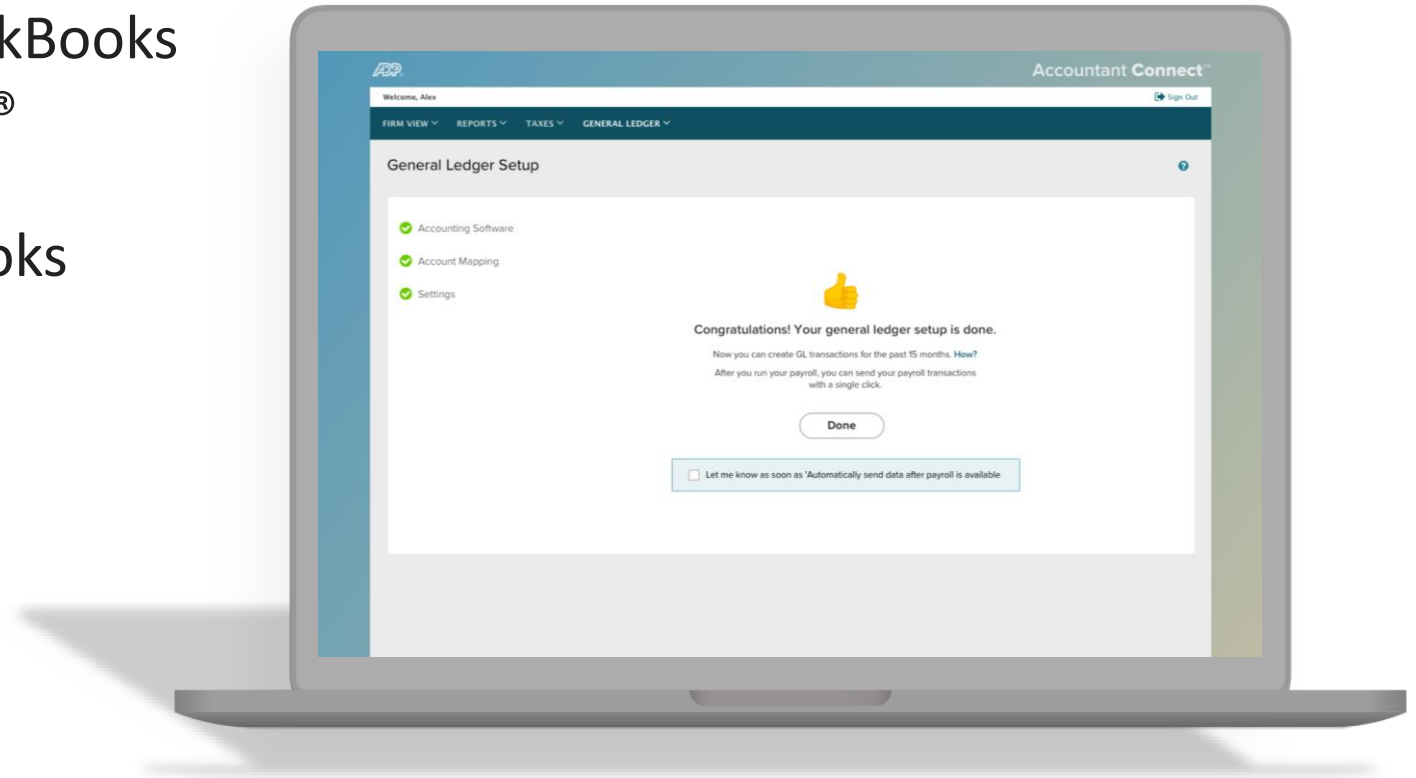 kBooks
®
oks
ADP
Accountant Connect™
Welcome, Alex
Sign Out
FIRM VIEW REPORTS TAXES GENERAL LEDGER
General Ledger Setup
?
Accounting Software
Account Mapping
Settings
Congratulations! Your general ledger setup is done.
Now you can create GL transactions for the past 15 months. How?
After you run your payroll, you can send your payroll transactions
with a single click.
Done
Let me know as soon as 'Automatically send data after payroll is available